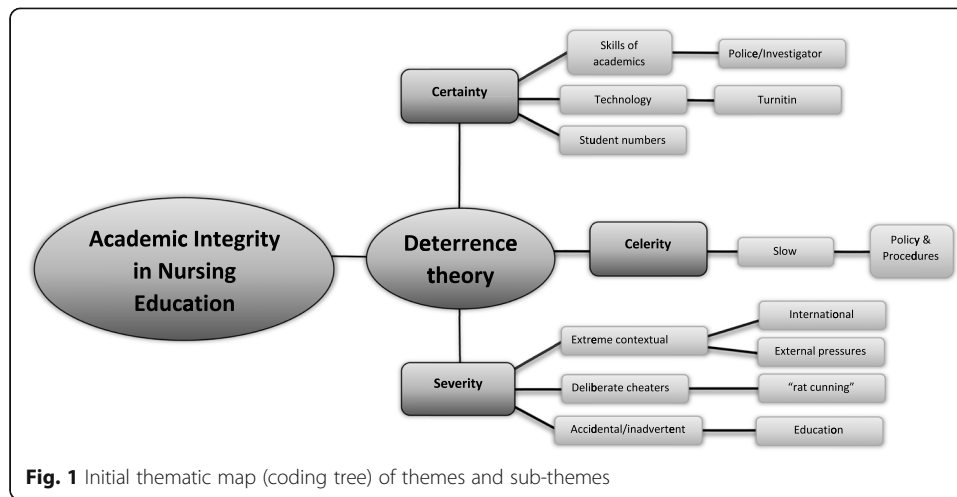 Skills of
academics
Police/Investigator
Certainty
Technology
Turnitin
Student numbers
Academic Integrity
in Nursing
Education
Deterrence
theory
Celerity
Slow
Policy &
Procedures
Severity
Extreme contextual
International
External pressures
Deliberate cheaters
"rat cunning"
Accidental/inadvertent
Education
Fig. 1 Initial thematic map (coding tree) of themes and sub-themes